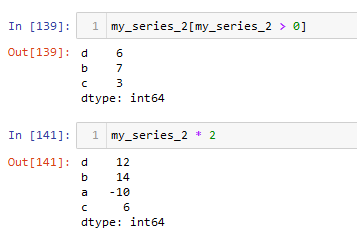 In [139]: 1 my_series_2[my_series_2 > 0]
Out[139]: d 6
b 7
c 3
dtype: int64
In [141]: 1 my_series_2 * 2
Out[141]: d 12
b 14
a -10
c 6
dtype: int64